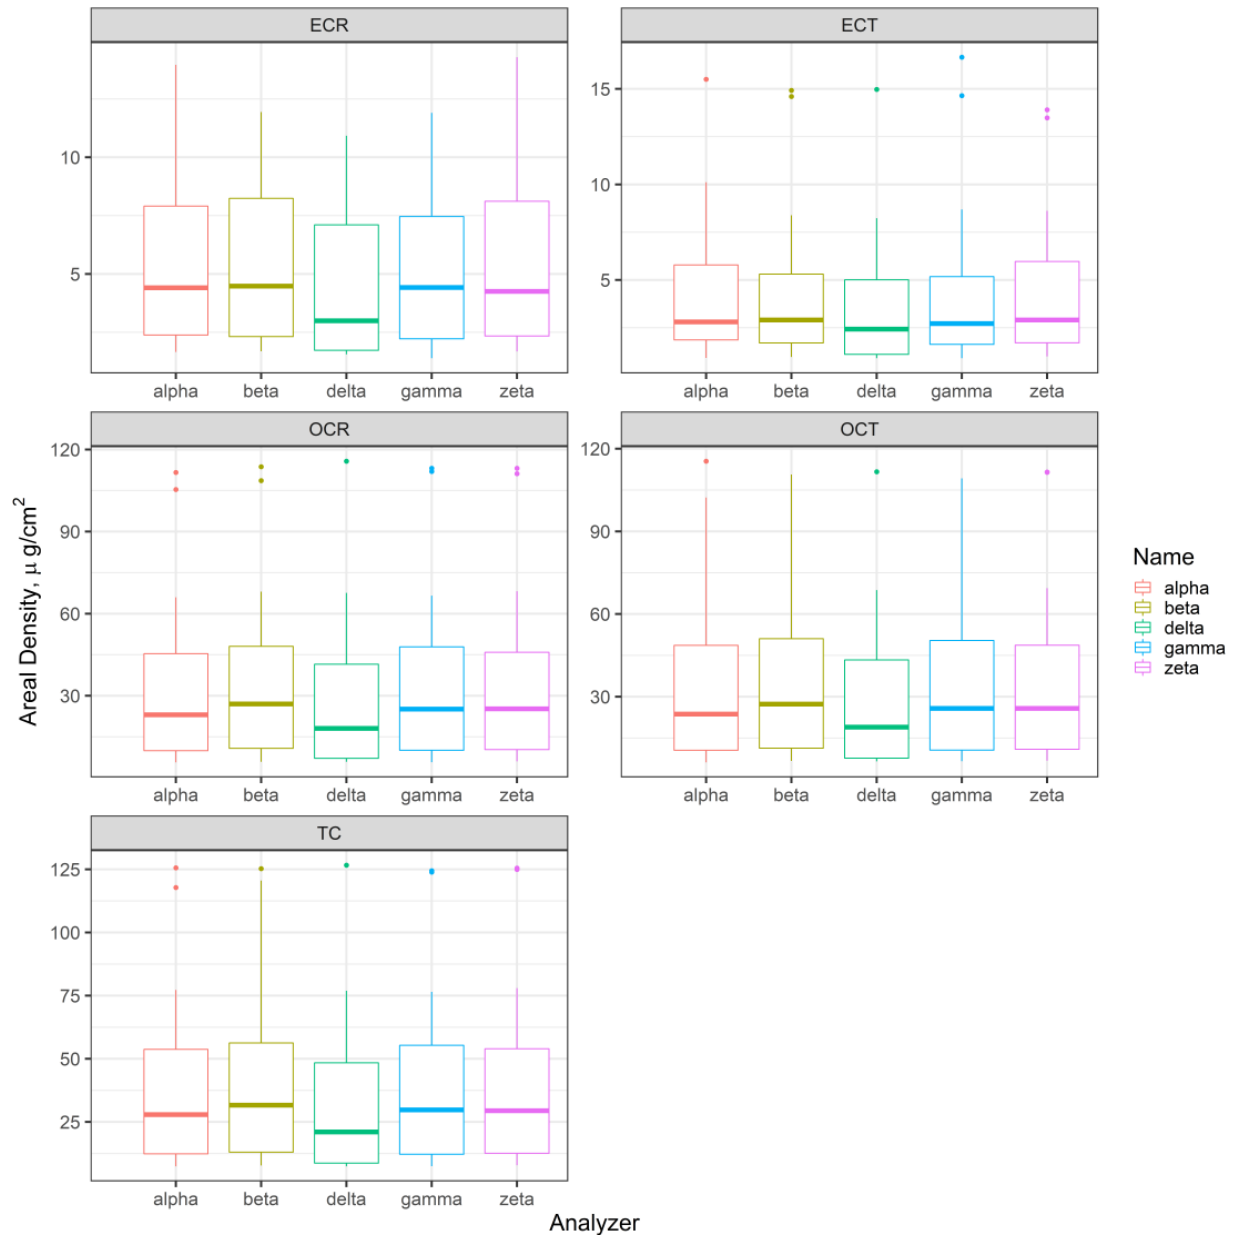 ECR
ECT
10
5
15
10
5
alpha beta delta gamma zeta
alpha beta delta gamma zeta
OCR
OCT
120
90
60
30
120
90
60
30
alpha beta delta gamma zeta
alpha beta delta gamma zeta
TC
125
100
75
50
25
alpha beta delta gamma zeta
Analyzer
Areal Density, μ g/cm²
Name
alpha
beta
delta
gamma
zeta